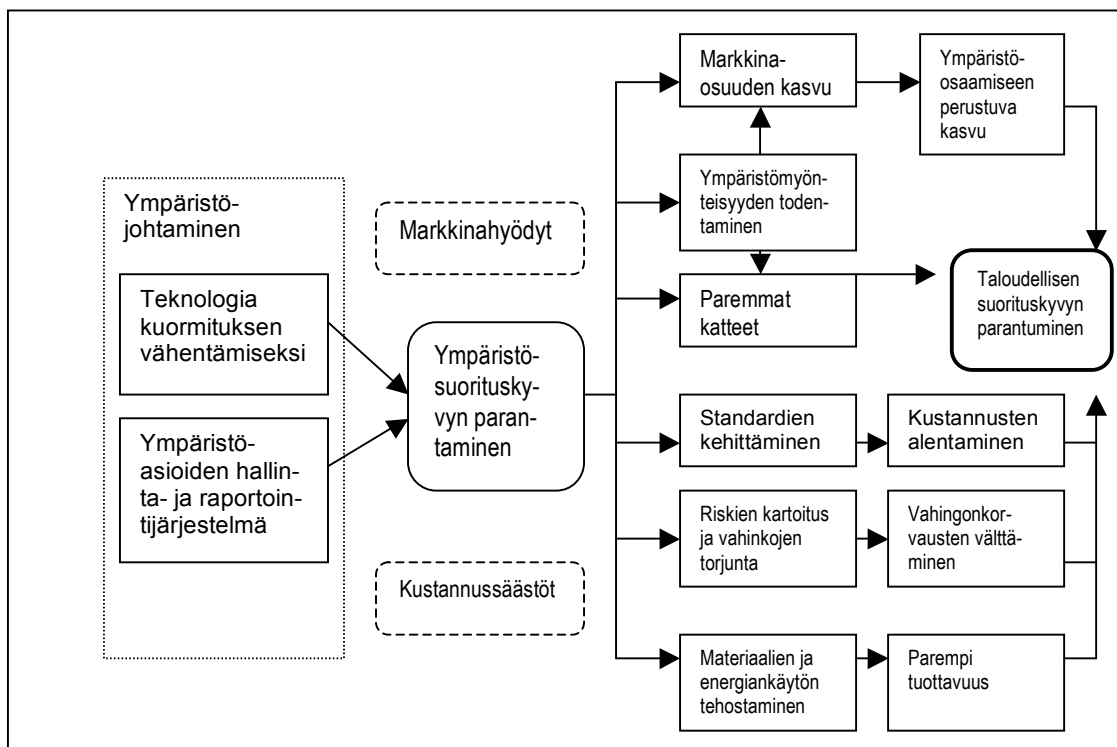 Ympäristö-
johtaminen
Teknologia
kuormituksen
vähentämiseksi
Ympäristö-
asioiden hallin-
ta- ja raportoin-
tijärjestelmä
Markkinahyödyt
Ympäristö-
suoritusky-
vyn paran-
taminen
Kustannussäästöt
Markkina-
osuuden kasvu
Ympäristö-
osaamiseen
perustuva
kasvu
Ympäristömyön-
teisyyden toden-
taminen
Paremmat
katteet
Taloudellisen
suorituskyvyn
parantuminen
Standardien
kehittäminen
Kustannusten
alentaminen
Riskien kartoitus
ja vahinkojen
torjunta
Vahingonkor-
vausten välttä-
minen
Materiaalien ja
energiankäytön
tehostaminen
Parempi
tuottavuus